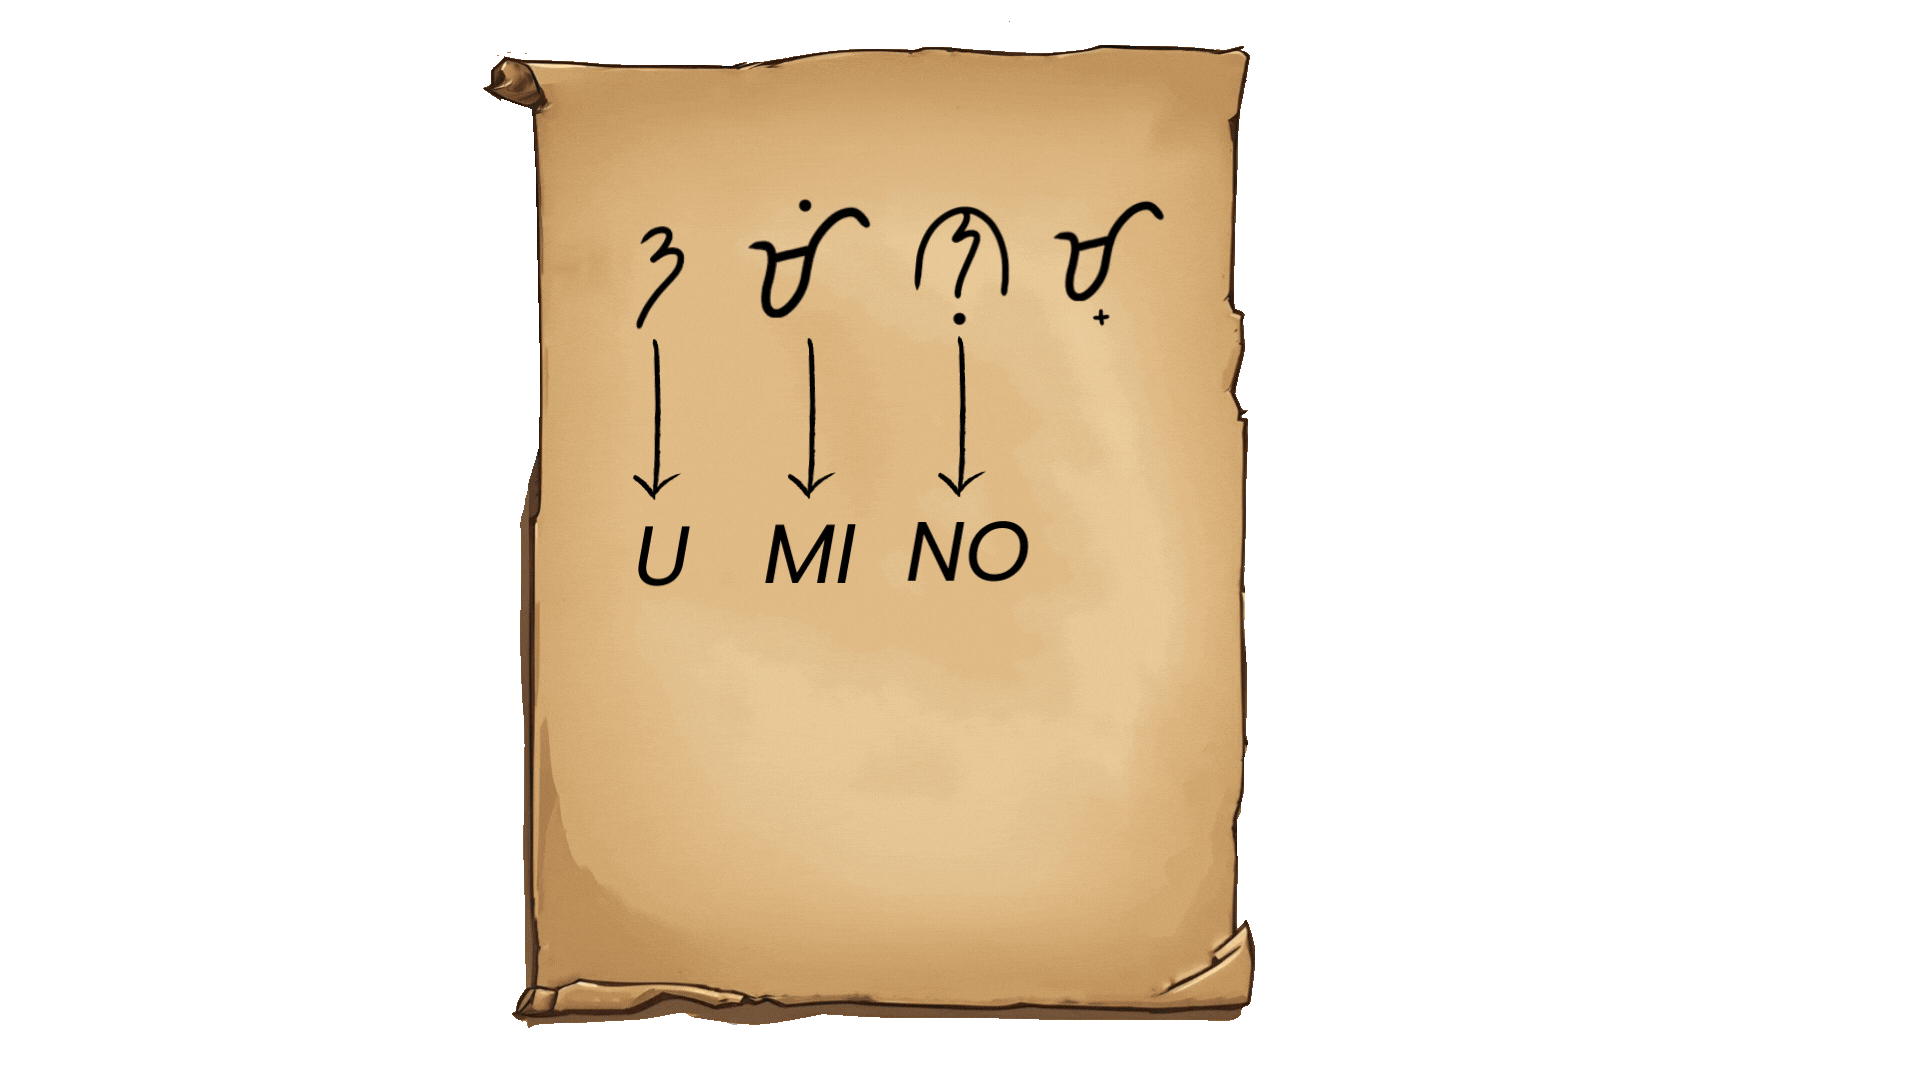 ᜂ ᜋᜒ ᜈᜓ ᜋ᜔
U MI NO